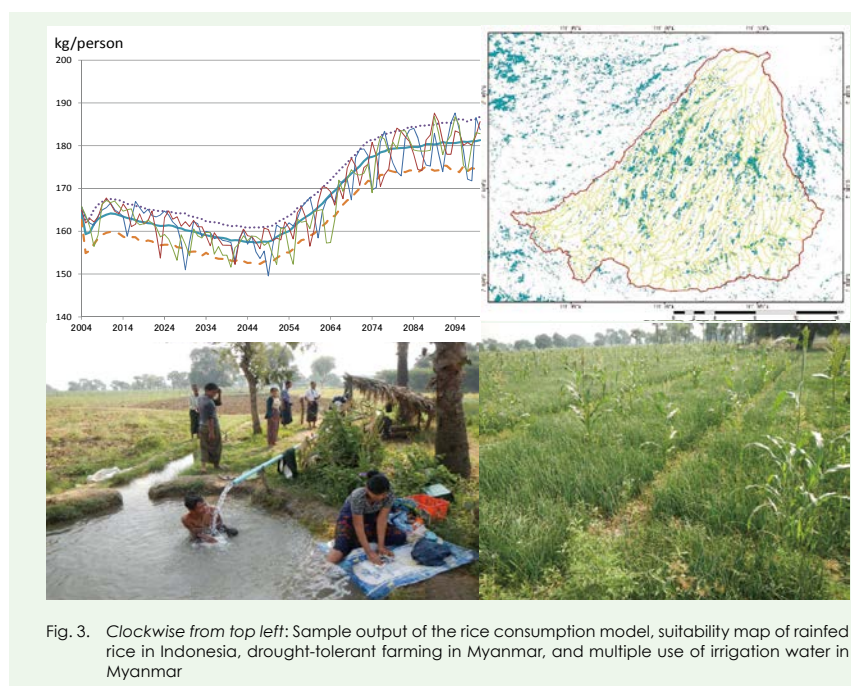 kg/person
200
190
180
170
160
150
140
2004 2014 2024 2034 2044 2054 2064 2074 2084 2094
Fig. 3. Clockwise from top left: Sample output of the rice consumption model, suitability map of rainfed
rice in Indonesia, drought-tolerant farming in Myanmar, and multiple use of irrigation water in
Myanmar